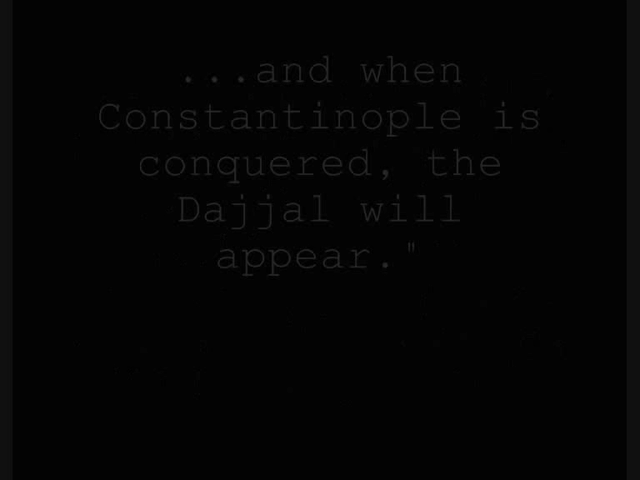 ...and when
Constantinople is
conquered, the
Dajjal will
appear."